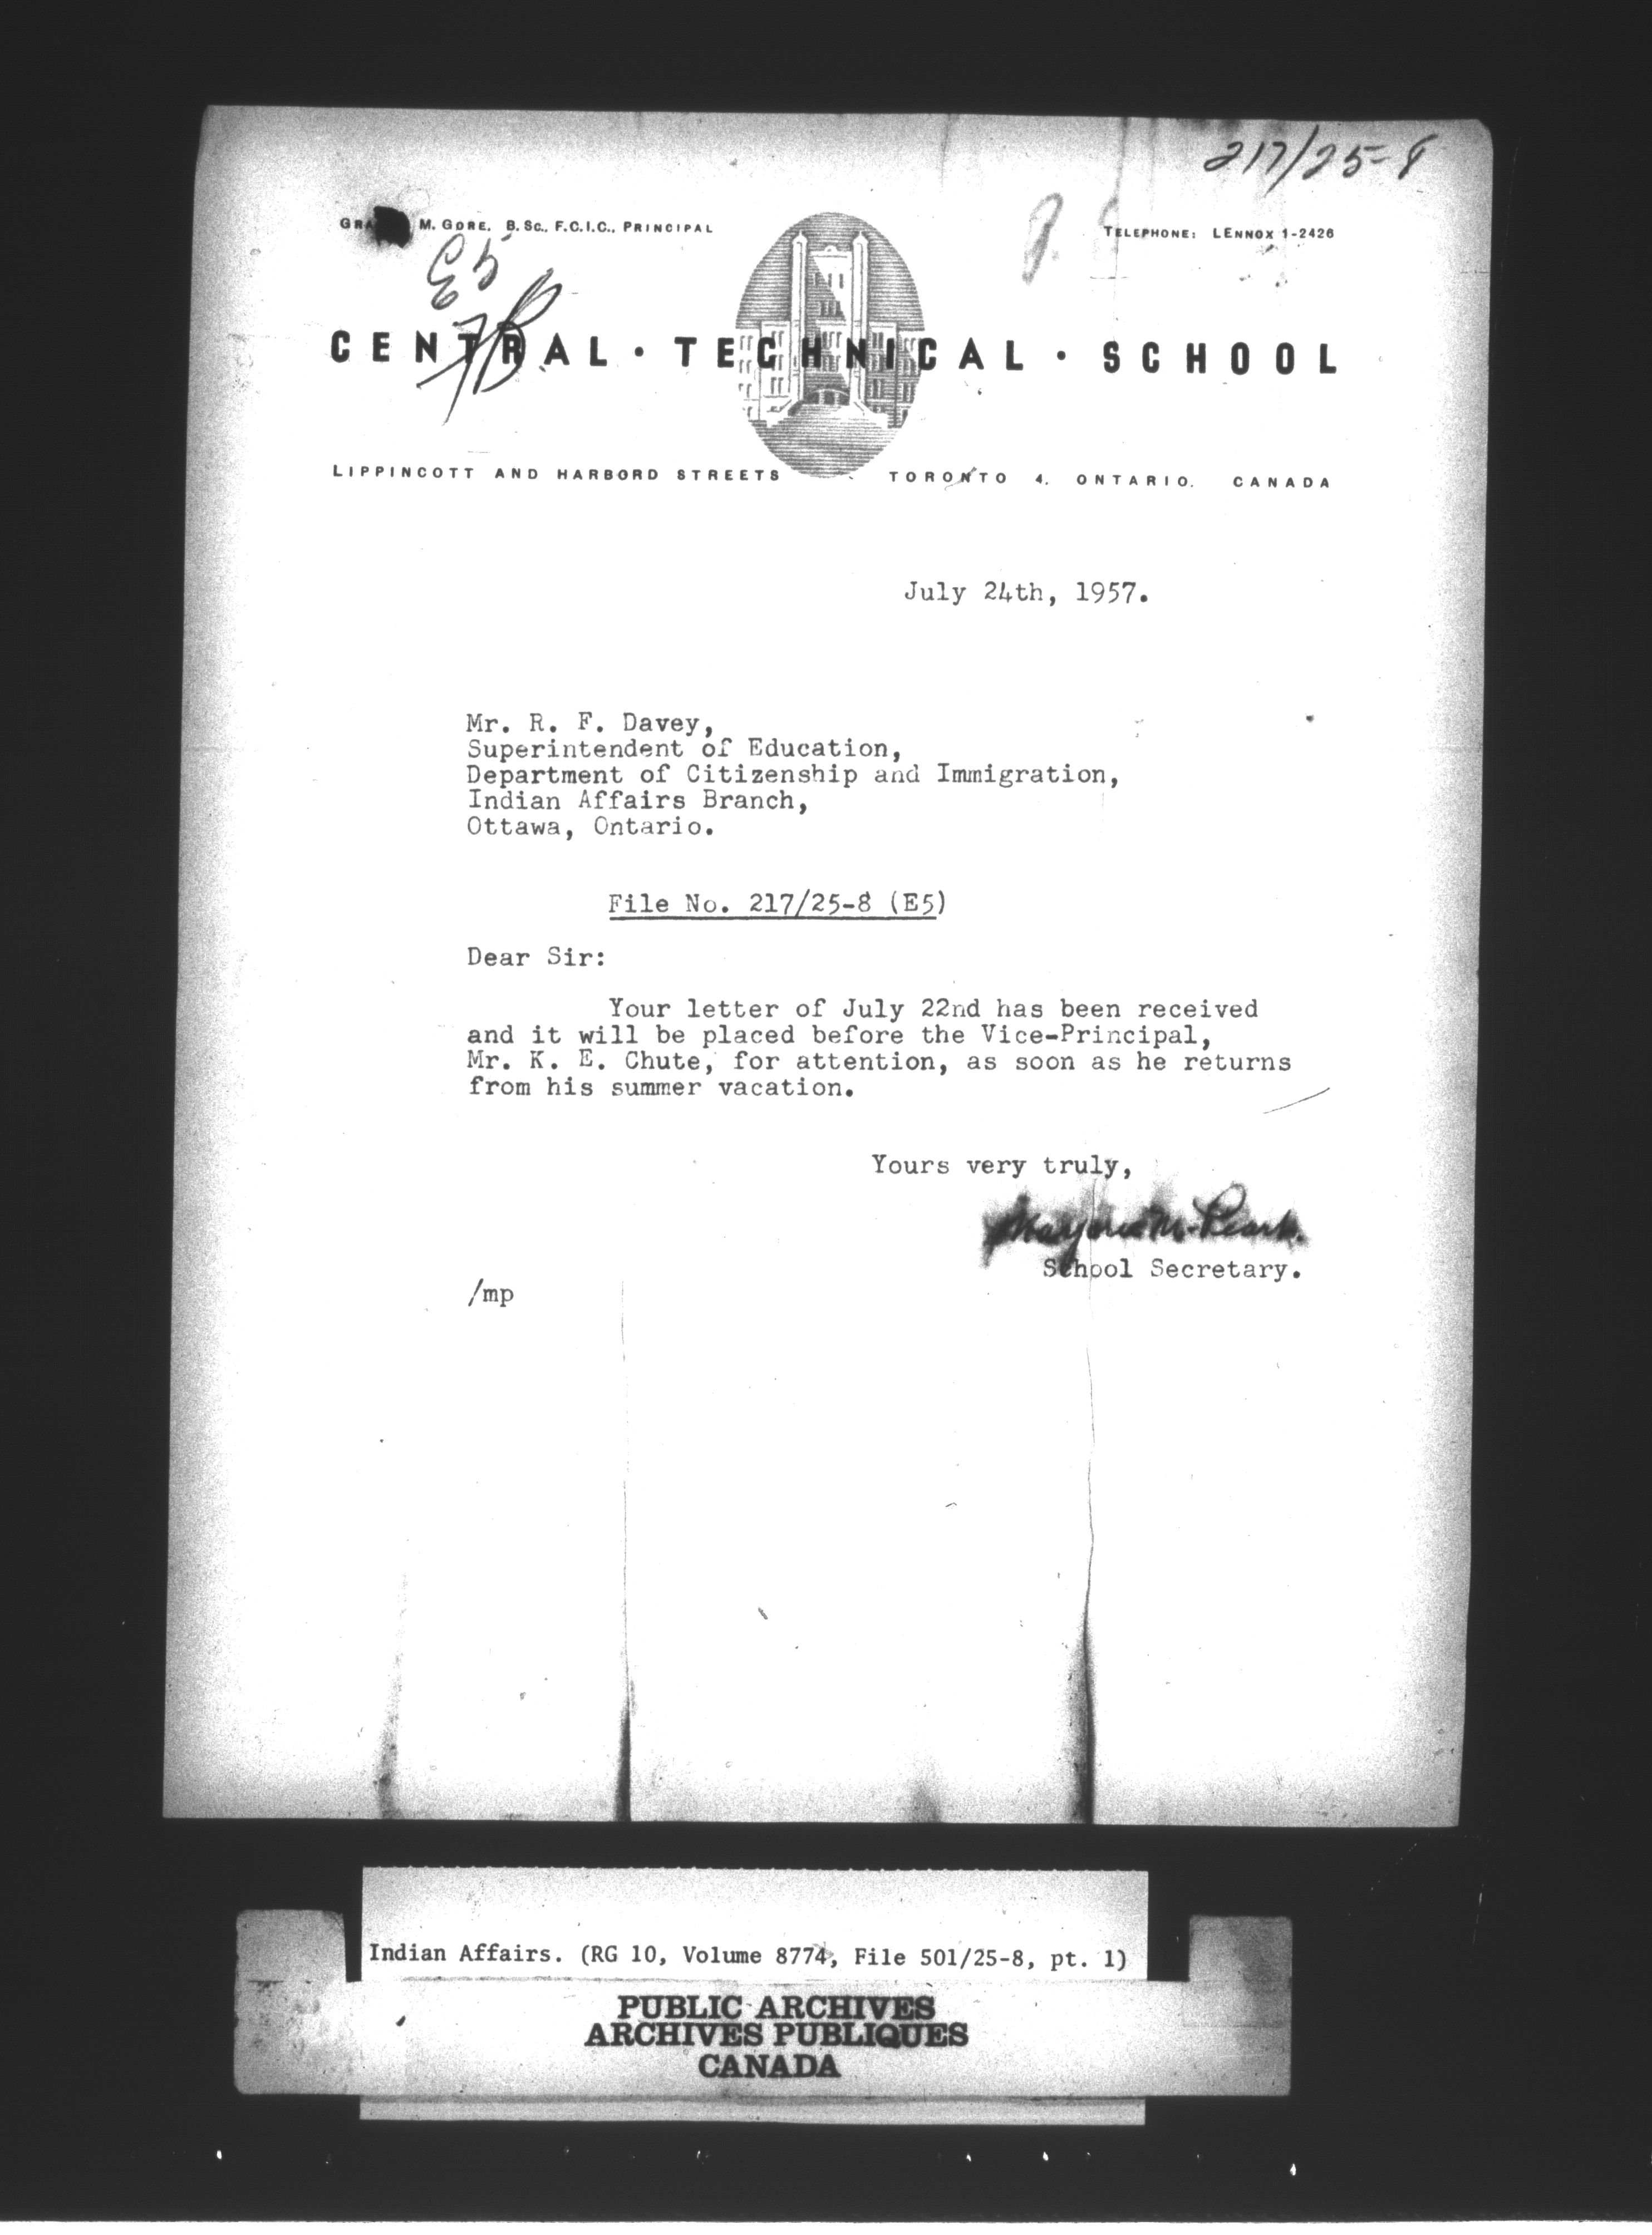 217/25-8
M. GORE, B.Sc., F.C.I.C., PRINCIPAL
TELEPHONE: LENNOX 1-2426
E5
CENTRAL · TECHNICAL · SCHOOL
LIPPINCOTT AND HARBORD STREETS TORONTO 4, ONTARIO. CANADA
July 24th, 1957.
Mr. R. F. Davey,
Superintendent of Education,
Department of Citizenship and Immigration,
Indian Affairs Branch,
Ottawa, Ontario.
File No. 217/25-8 (E5)
Dear Sir:
Your letter of July 22nd has been received
and it will be placed before the Vice-Principal,
Mr. K. E. Chute, for attention, as soon as he returns
from his summer vacation.
Yours very truly,
Marjorie M.
School Secretary.
/mp
Indian Affairs. (RG 10, Volume 8774, File 501/25-8, pt. 1)
PUBLIC ARCHIVES
ARCHIVES PUBLIQUES
CANADA